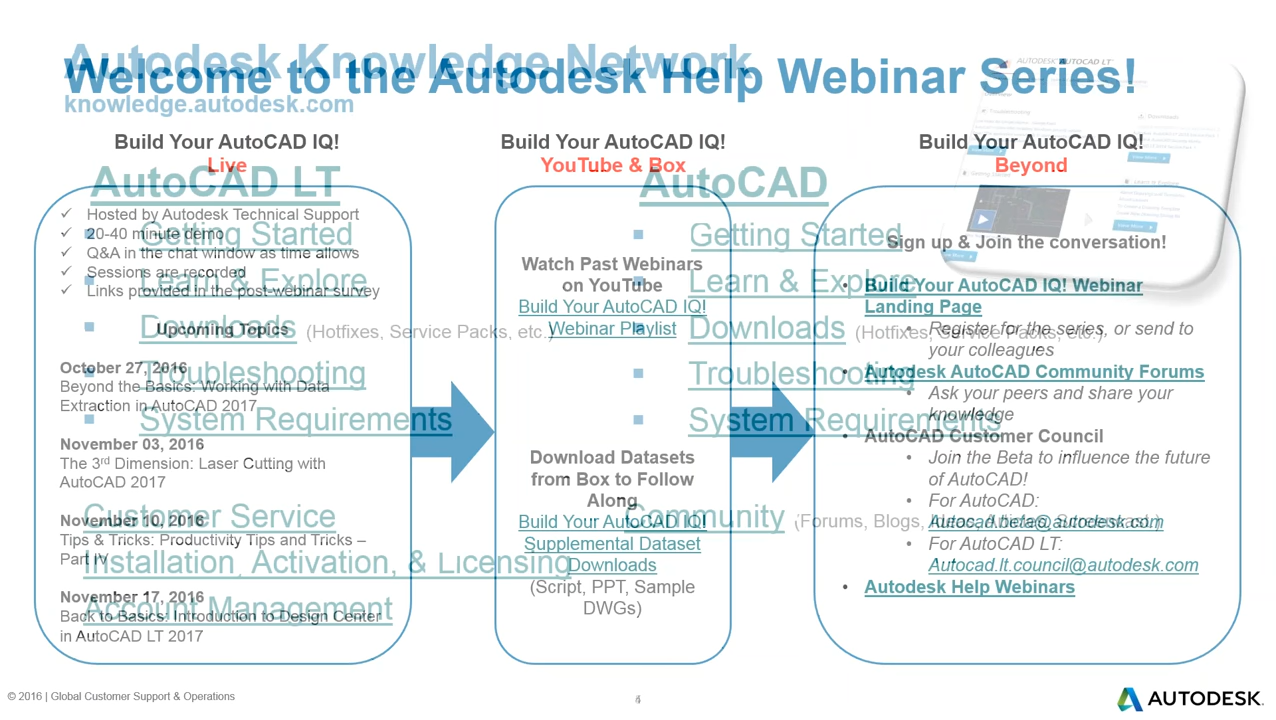 Autodesk Knowledge Network
Welcome to the Autodesk Help Webinar Series!
knowledge.autodesk.com
Build Your AutoCAD IQ!
Live
✓ Hosted by Autodesk Technical Support
✓ 20-40 minute demo
✓ Q&A in the chat window as time allows
✓ Sessions are recorded
✓ Links provided in the post-webinar survey
Upcoming Topics
October 27, 2016
Beyond the Basics: Working with Data
Extraction in AutoCAD 2017
November 03, 2016
The 3rd Dimension: Laser Cutting with
AutoCAD 2017
November 10, 2016
Tips & Tricks: Productivity Tips and Tricks –
Part IV
November 17, 2016
Back to Basics: Introduction to Design Center
in AutoCAD LT 2017
Build Your AutoCAD IQ!
YouTube & Box
Watch Past Webinars
on YouTube
Build Your AutoCAD IQ!
Webinar Playlist
Download Datasets
from Box to Follow
Along
Build Your AutoCAD IQ!
Supplemental Dataset
Downloads
(Script, PPT, Sample
DWGs)
Build Your AutoCAD IQ!
Beyond
Sign up & Join the conversation!
• Build Your AutoCAD IQ! Webinar
Landing Page
• Register for the series, or send to
your colleagues
• Autodesk AutoCAD Community Forums
• Ask your peers and share your
knowledge
• AutoCAD Customer Council
• Join the Beta to influence the future
of AutoCAD!
• For AutoCAD:
Autocad.beta@autodesk.com
• For AutoCAD LT:
Autocad.lt.council@autodesk.com
• Autodesk Help Webinars
AutoCAD LT
Getting Started
Learn & Explore
Downloads (Hotfixes, Service Packs, etc.)
Troubleshooting
System Requirements
AutoCAD
Getting Started
Learn & Explore
Downloads (Hotfixes, Service Packs, etc.)
Troubleshooting
System Requirements
Customer Service
Installation, Activation, & Licensing
Account Management
Community (Forums, Blogs,
AUTODESK AUTOCAD LT
Troubleshooting
Downloads
Getting Started
Learn & Explore
© 2016 | Global Customer Support & Operations
AUTODESK.